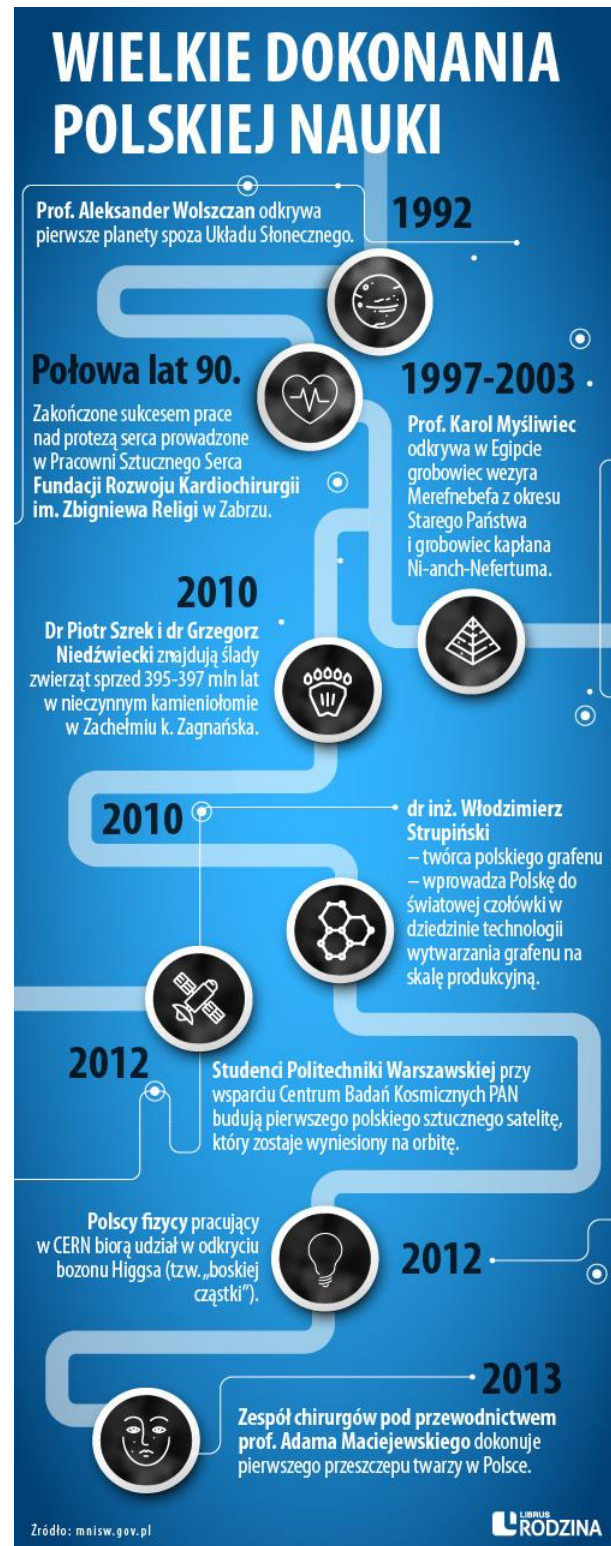 WIELKIE DOKONANIA
POLSKIEJ NAUKI
1992
Prof. Aleksander Wolszczan odkrywa
pierwsze planety spoza Układu Słonecznego.
Połowa lat 90.
Zakończone sukcesem prace
nad protezą serca prowadzone
w Pracowni Sztucznego Serca
Fundacji Rozwoju Kardiochirurgii
im. Zbigniewa Religi w Zabrzu.
1997-2003
Prof. Karol Myśliwiec
odkrywa w Egipcie
grobowiec wezyra
Merefnebefa z okresu
Starego Państwa
i grobowiec kapłana
Ni-anch-Nefertuma.
2010
Dr Piotr Szrek i dr Grzegorz
Niedźwiecki znajdują ślady
zwierząt sprzed 395-397 mln lat
w nieczynnym kamieniołomie
w Zachełmiu k. Zagnańska.
2010
dr inż. Włodzimierz
Strupiński
– twórca polskiego grafenu
– wprowadza Polskę do
światowej czołówki w
dziedzinie technologii
wytwarzania grafenu na
skalę produkcyjną.
2012
Studenci Politechniki Warszawskiej przy
wsparciu Centrum Badań Kosmicznych PAN
budują pierwszego polskiego sztucznego satelitę,
który zostaje wyniesiony na orbitę.
Polscy fizycy pracujący
w CERN biorą udział w odkryciu
bozonu Higgsa (tzw. „boskiej
cząstki”).
2012
2013
Zespół chirurgów pod przewodnictwem
prof. Adama Maciejewskiego dokonuje
pierwszego przeszczepu twarzy w Polsce.
Źródło: mnisw.gov.pl
LIBRUS
RODZINA